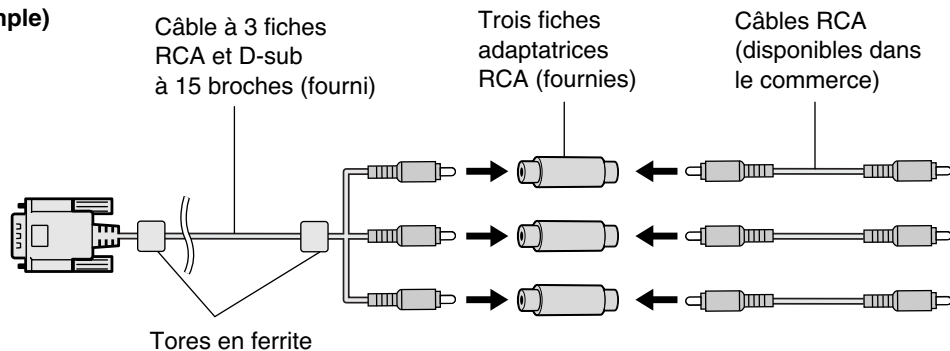 mple)
Câble à 3 fiches
RCA et D-sub
à 15 broches (fourni)
Trois fiches
adaptatrices
RCA (fournies)
Câbles RCA
(disponibles dans
le commerce)
Tores en ferrite